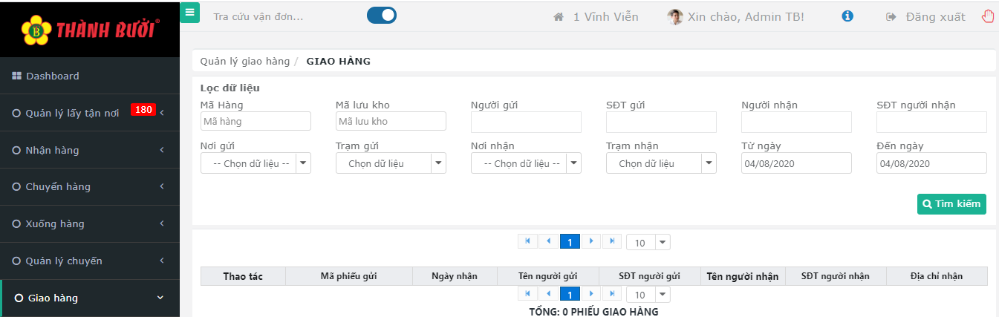 THÀNH BƯỞI®
B
Tra cứu vận đơn...
1 Vĩnh Viễn
Xin chào, Admin TB!
Đăng xuất
Dashboard
Quản lý lấy tận nơi 180
Nhận hàng
Chuyển hàng
Xuống hàng
Quản lý chuyến
Giao hàng
Quản lý giao hàng / GIAO HÀNG
Lọc dữ liệu
Mã Hàng Mã lưu kho Người gửi SĐT gửi Người nhận SĐT người nhận
Mã hàng Mã lưu kho
Nơi gửi Trạm gửi Nơi nhận Trạm nhận Từ ngày Đến ngày
-- Chọn dữ liệu -- Chọn dữ liệu -- Chọn dữ liệu -- Chọn dữ liệu 04/08/2020 04/08/2020
Tìm kiếm
1 10
Thao tác Mã phiếu gửi Ngày nhận Tên người gửi SĐT người gửi Tên người nhận SĐT người nhận Địa chỉ nhận
1 10
TỔNG: 0 PHIẾU GIAO HÀNG